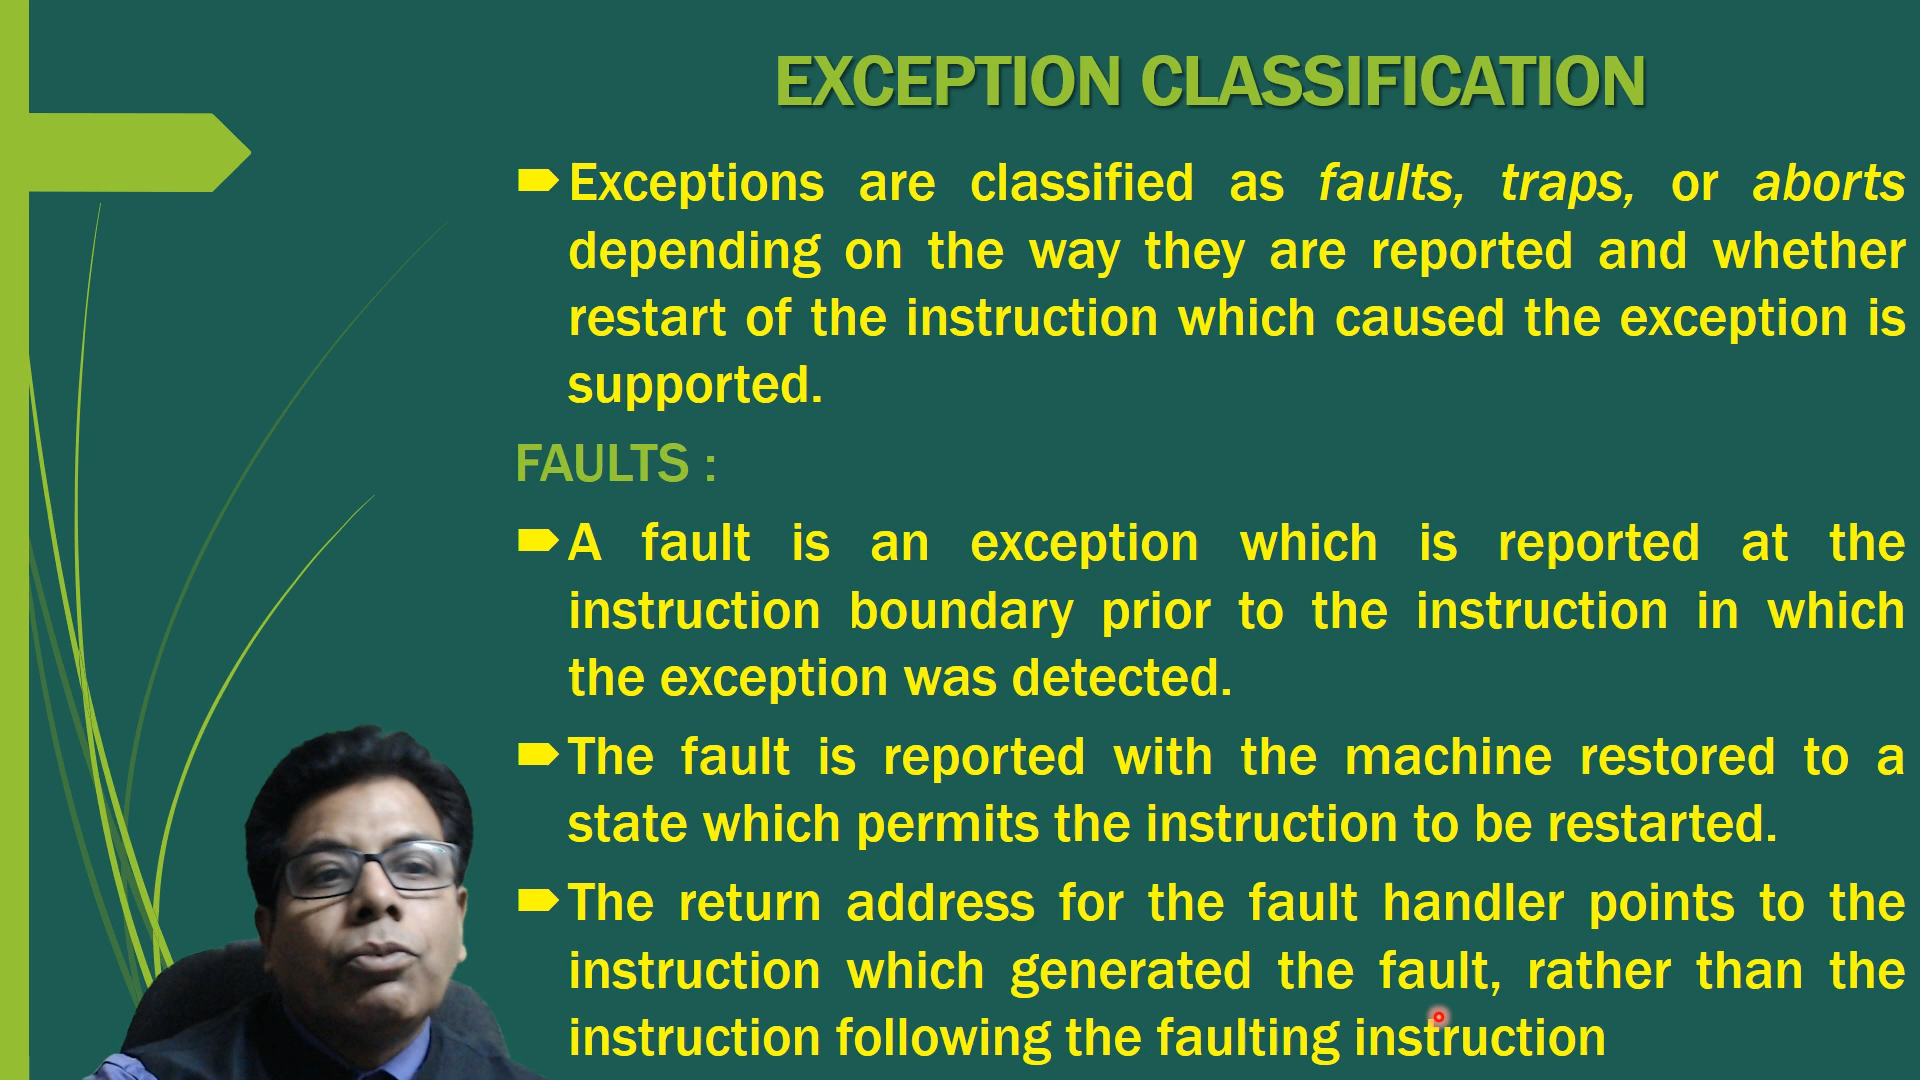 EXCEPTION CLASSIFICATION
Exceptions are classified as faults, traps, or aborts
depending on the way they are reported and whether
restart of the instruction which caused the exception is
supported.
FAULTS :
A fault is an exception which is reported at the
instruction boundary prior to the instruction in which
the exception was detected.
The fault is reported with the machine restored to a
state which permits the instruction to be restarted.
The return address for the fault handler points to the
instruction which generated the fault, rather than the
instruction following the faulting instruction